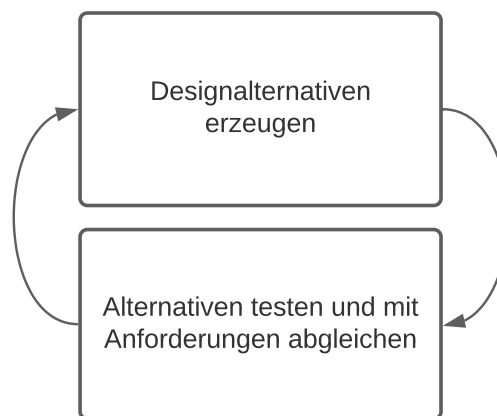 Designalternativen
erzeugen
Alternativen testen und mit
Anforderungen abgleichen